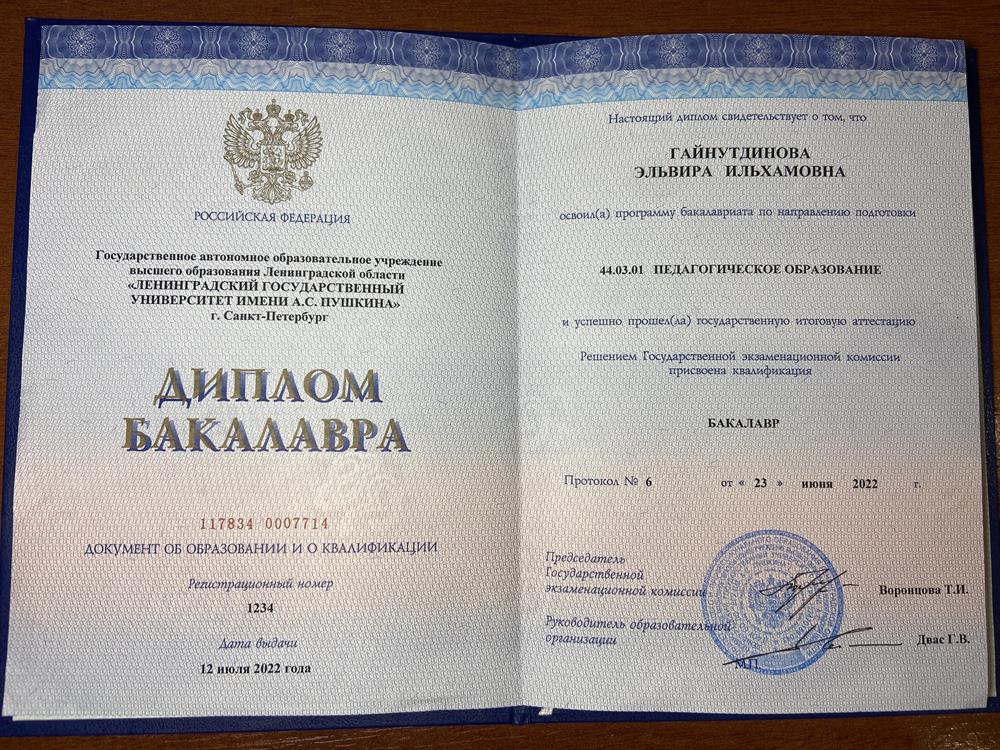 РОССИЙСКАЯ ФЕДЕРАЦИЯ
Государственное автономное образовательное учреждение
высшего образования Ленинградской области
«ЛЕНИНГРАДСКИЙ ГОСУДАРСТВЕННЫЙ
УНИВЕРСИТЕТ ИМЕНИ А.С. ПУШКИНА»
г. Санкт-Петербург
ДИПЛОМ
БАКАЛАВРА
117834 0007714
ДОКУМЕНТ ОБ ОБРАЗОВАНИИ И О КВАЛИФИКАЦИИ
Регистрационный номер
1234
Дата выдачи
12 июля 2022 года
Настоящий диплом свидетельствует о том, что
ГАЙНУТДИНОВА
ЭЛЬВИРА ИЛЬХАМОВНА
освоил(а) программу бакалавриата по направлению подготовки
44.03.01 ПЕДАГОГИЧЕСКОЕ ОБРАЗОВАНИЕ
и успешно прошел(ла) государственную итоговую аттестацию
Решением Государственной экзаменационной комиссии
присвоена квалификация
БАКАЛАВР
Протокол № 6 от « 23 » июня 2022 г.
Председатель
Государственной
экзаменационной комиссии Воронцова Т.И.
Руководитель образовательной
организации Двас Г.В.
М.П.